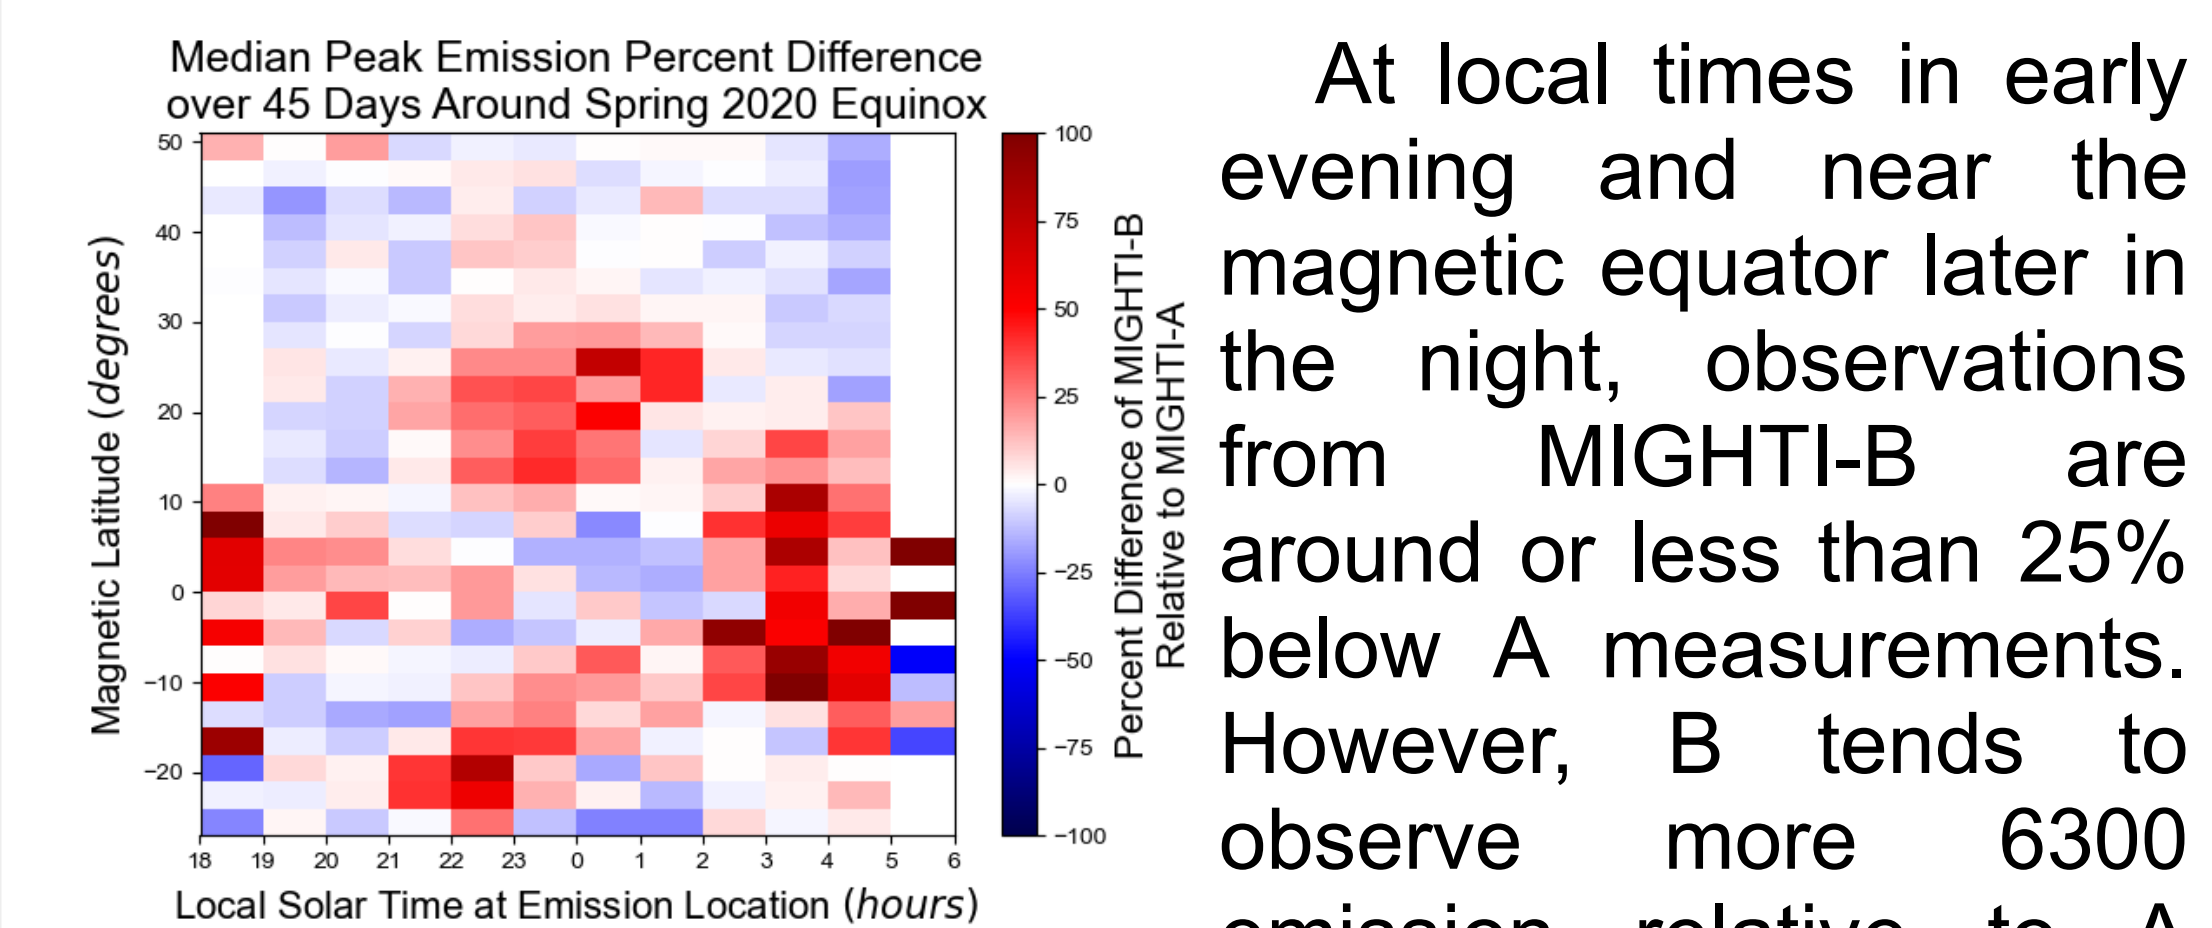 Median Peak Emission Percent Difference
over 45 Days Around Spring 2020 Equinox
Magnetic Latitude (degrees)
50
40
30
20
10
0
−10
−20
18 19 20 21 22 23 0 1 2 3 4 5 6
Local Solar Time at Emission Location (hours)
100
75
50
25
0
−25
−50
−75
−100
Percent Difference of MIGHTI-B
Relative to MIGHTI-A
At local times in early
evening and near the
magnetic equator later in
the night, observations
from MIGHTI-B are
around or less than 25%
below A measurements.
However, B tends to
observe more 6300
emission relative to A